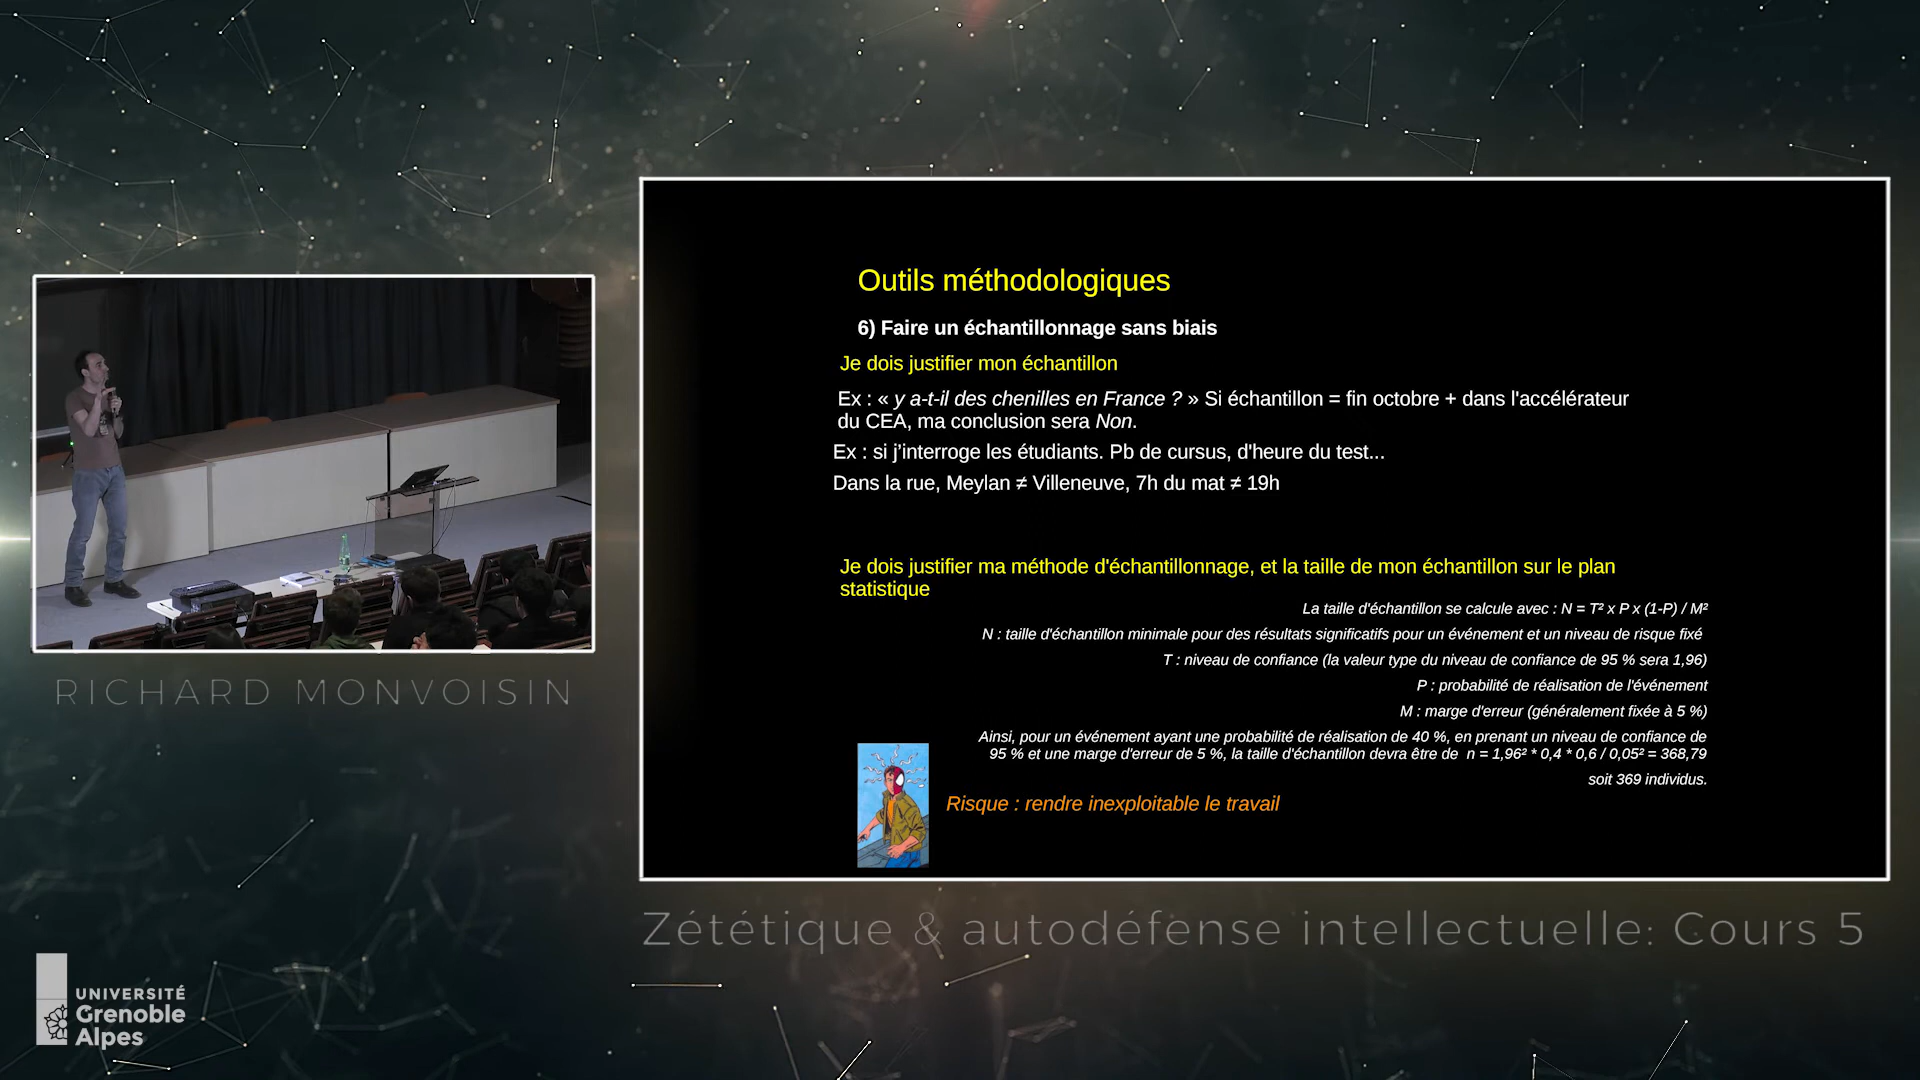 Outils méthodologiques
6) Faire un échantillonnage sans biais
Je dois justifier mon échantillon
Ex : « y a-t-il des chenilles en France ? » Si échantillon = fin octobre + dans l'accélérateur
du CEA, ma conclusion sera Non.
Ex : si j’interroge les étudiants. Pb de cursus, d'heure du test...
Dans la rue, Meylan ≠ Villeneuve, 7h du mat ≠ 19h
Je dois justifier ma méthode d'échantillonnage, et la taille de mon échantillon sur le plan
statistique
La taille d'échantillon se calcule avec : N = T² x P x (1-P) / M²
N : taille d'échantillon minimale pour des résultats significatifs pour un événement et un niveau de risque fixé
T : niveau de confiance (la valeur type du niveau de confiance de 95 % sera 1,96)
P : probabilité de réalisation de l'événement
M : marge d'erreur (généralement fixée à 5 %)
Ainsi, pour un événement ayant une probabilité de réalisation de 40 %, en prenant un niveau de confiance de
95 % et une marge d'erreur de 5 %, la taille d'échantillon devra être de n = 1,96² * 0,4 * 0,6 / 0,05² = 368,79
soit 369 individus.
Risque : rendre inexploitable le travail
RICHARD MONVOISIN
Zététique & autodéfense intellectuelle: Cours 5
UNIVERSITÉ
Grenoble
Alpes